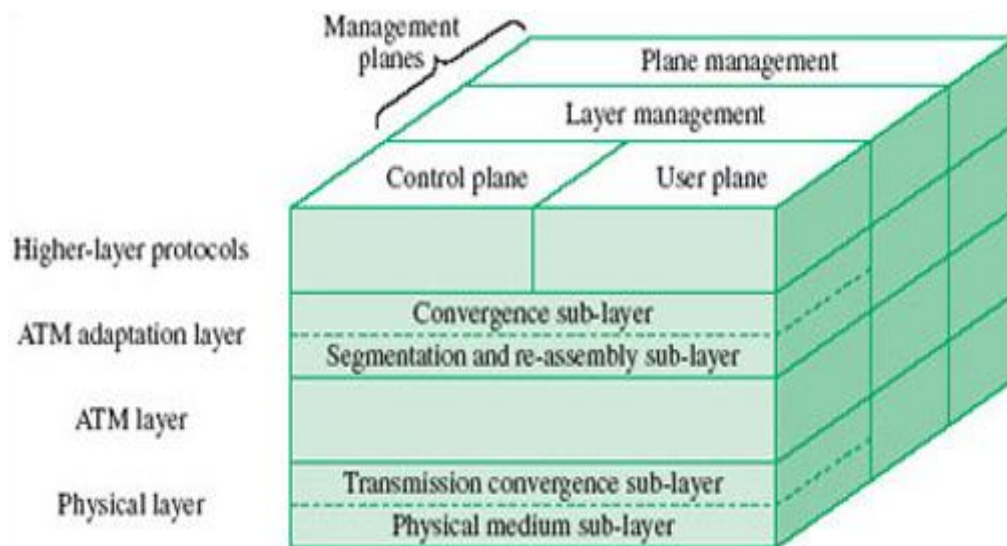 Management
planes
Plane management
Layer management
Control plane
User plane
Higher-layer protocols
Convergence sub-layer
ATM adaptation layer
Segmentation and re-assembly sub-layer
ATM layer
Transmission convergence sub-layer
Physical layer
Physical medium sub-layer